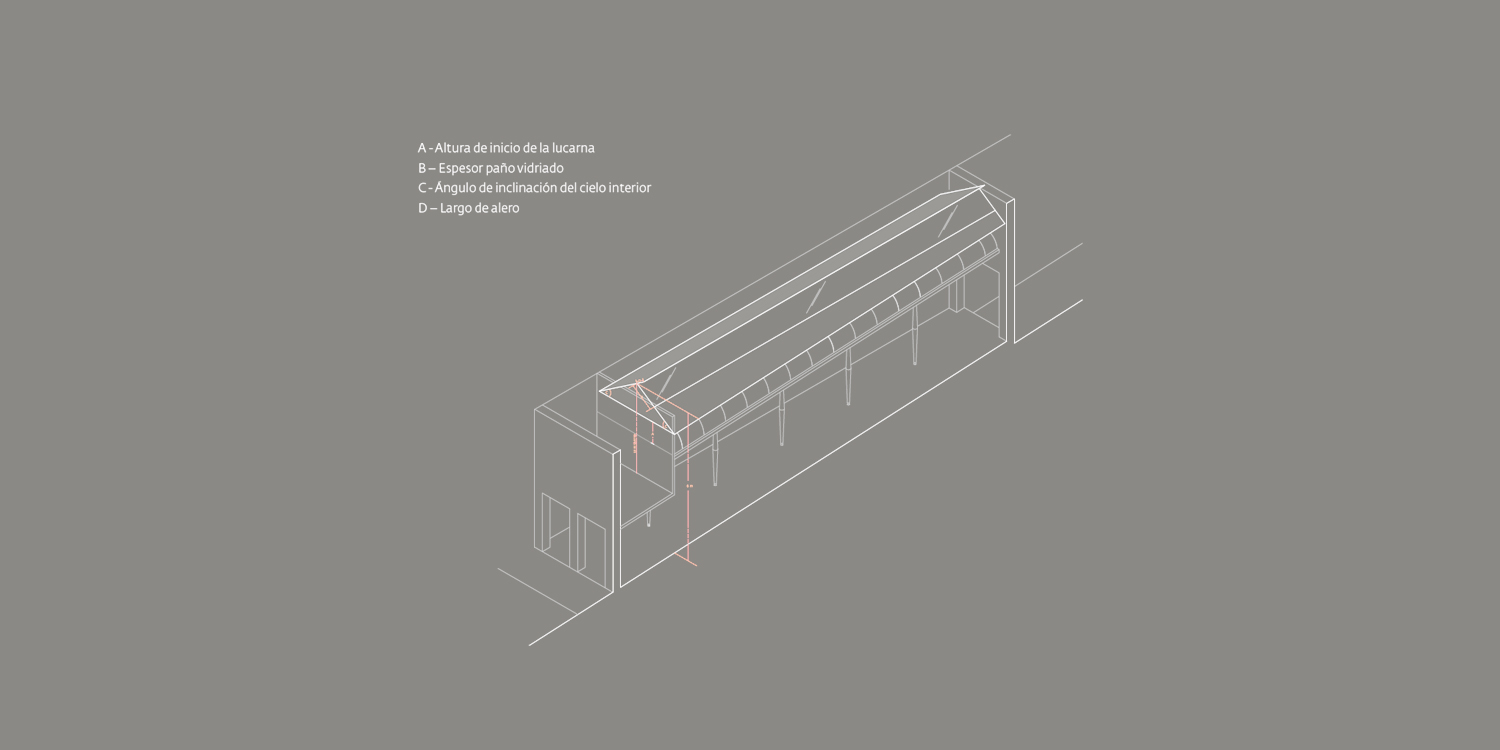 A - Altura de inicio de la lucarna
B – Espesor paño vidriado
C - Ángulo de inclinación del cielo interior
D – Largo de alero